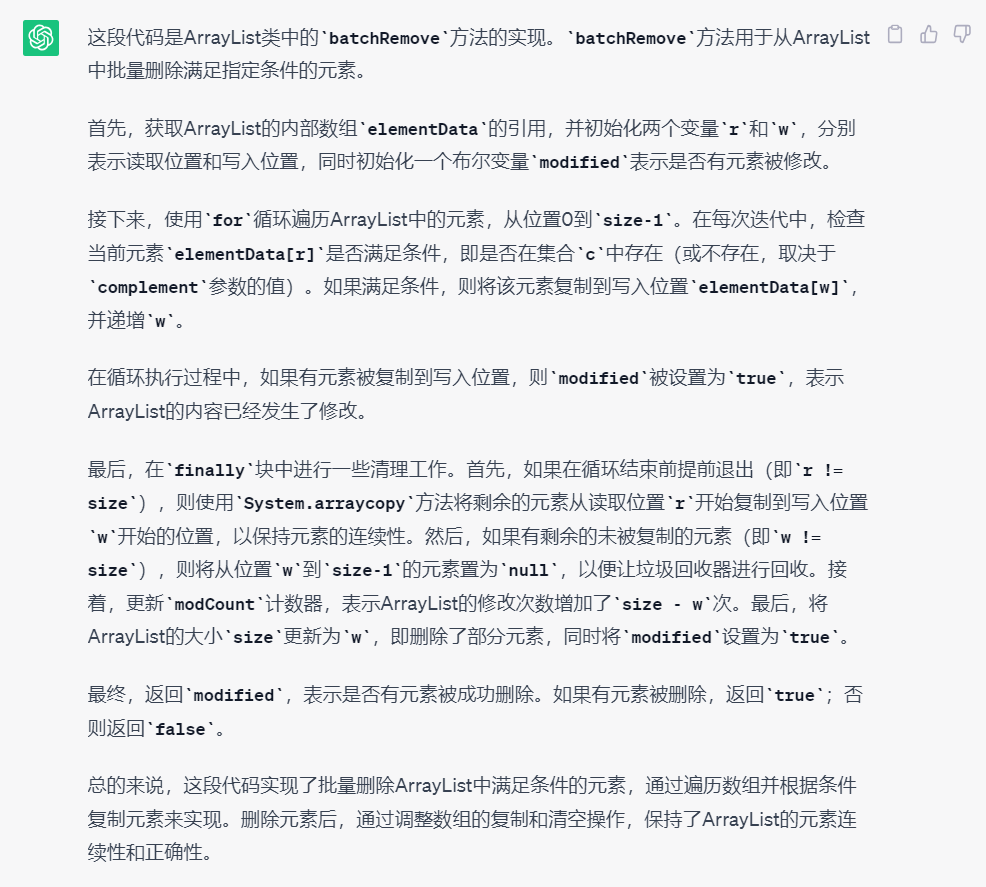 这段代码是ArrayList类中的`batchRemove`方法的实现。`batchRemove`方法用于从ArrayList
中批量删除满足指定条件的元素。
首先，获取ArrayList的内部数组`elementData`的引用，并初始化两个变量`r`和`w`，分别
表示读取位置和写入位置，同时初始化一个布尔变量`modified`表示是否有元素被修改。
接下来，使用`for`循环遍历ArrayList中的元素，从位置0到`size-1`。在每次迭代中，检查
当前元素`elementData[r]`是否满足条件，即是否在集合`c`中存在（或不存在，取决于
`complement`参数的值）。如果满足条件，则将该元素复制到写入位置`elementData[w]`，
并递增`w`。
在循环执行过程中，如果有元素被复制到写入位置，则`modified`被设置为`true`，表示
ArrayList的内容已经发生了修改。
最后，在`finally`块中进行一些清理工作。首先，如果在循环结束前提前退出（即`r !=
size`），则使用`System.arraycopy`方法将剩余的元素从读取位置`r`开始复制到写入位置
`w`开始的位置，以保持元素的连续性。然后，如果有剩余的未被复制的元素（即`w !=
size`），则将从位置`w`到`size-1`的元素置为`null`，以便让垃圾回收器进行回收。接
着，更新`modCount`计数器，表示ArrayList的修改次数增加了`size - w`次。最后，将
ArrayList的大小`size`更新为`w`，即删除了部分元素，同时将`modified`设置为`true`。
最终，返回`modified`，表示是否有元素被成功删除。如果有元素被删除，返回`true`；否
则返回`false`。
总的来说，这段代码实现了批量删除ArrayList中满足条件的元素，通过遍历数组并根据条件
复制元素来实现。删除元素后，通过调整数组的复制和清空操作，保持了ArrayList的元素连
续性和正确性。